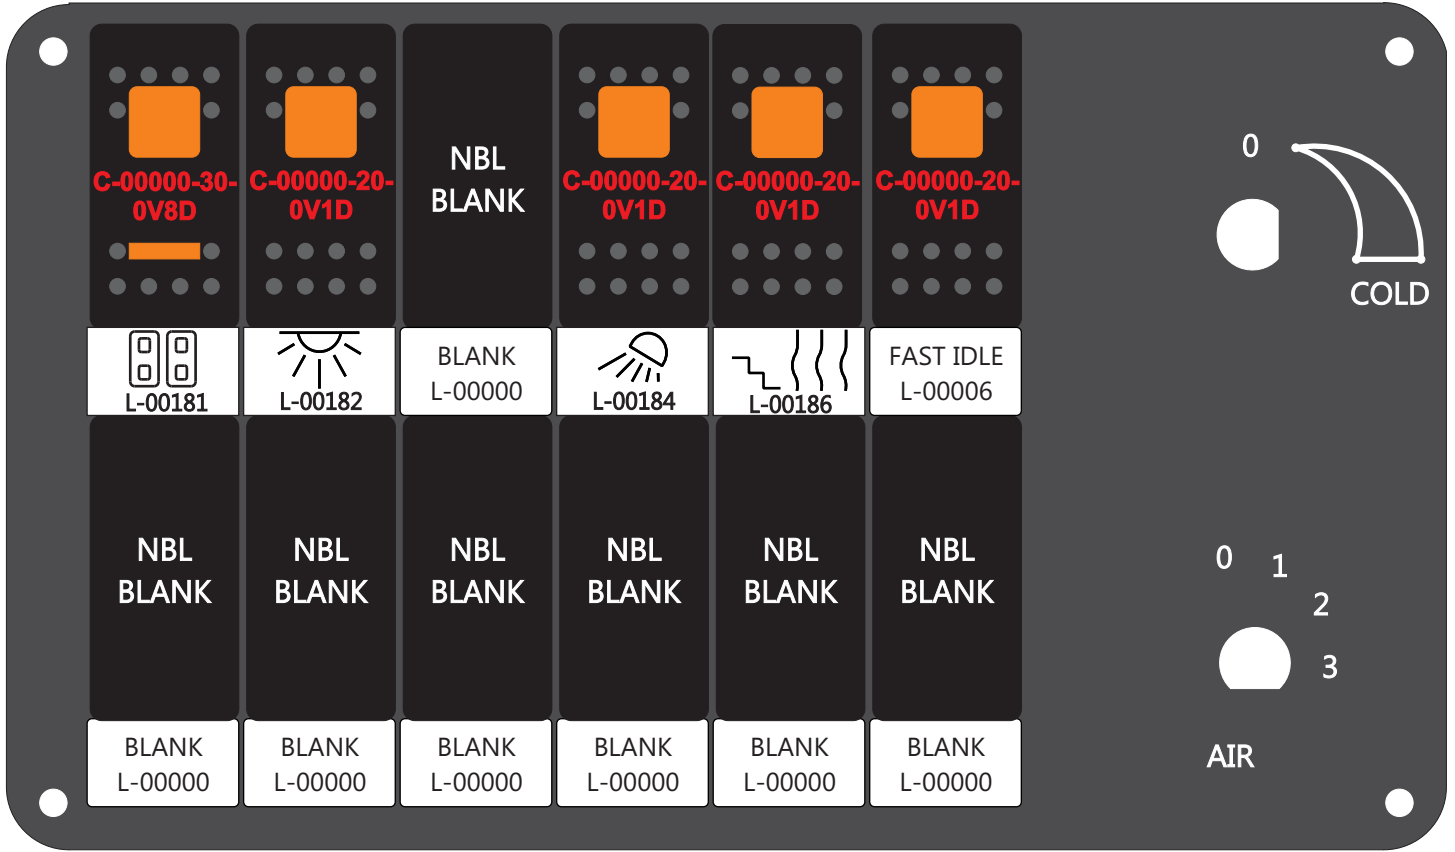 C-00000-30-
0V8D
C-00000-20-
0V1D
NBL
BLANK
C-00000-20-
0V1D
C-00000-20-
0V1D
C-00000-20-
0V1D
L-00181
L-00182
BLANK
L-00000
L-00184
L-00186
FAST IDLE
L-00006
NBL
BLANK
NBL
BLANK
NBL
BLANK
NBL
BLANK
NBL
BLANK
NBL
BLANK
BLANK
L-00000
BLANK
L-00000
BLANK
L-00000
BLANK
L-00000
BLANK
L-00000
BLANK
L-00000
0
COLD
0
1
2
3
AIR